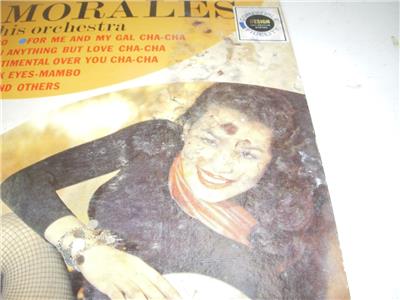 MORALES
his orchestra
O •FOR ME AND MY GAL CHA-CHA
ANYTHING BUT LOVE CHA-CHA
TIMENTAL OVER YOU CHA-CHA
K EYES-MAMBO
ND OTHERS
DESIGN